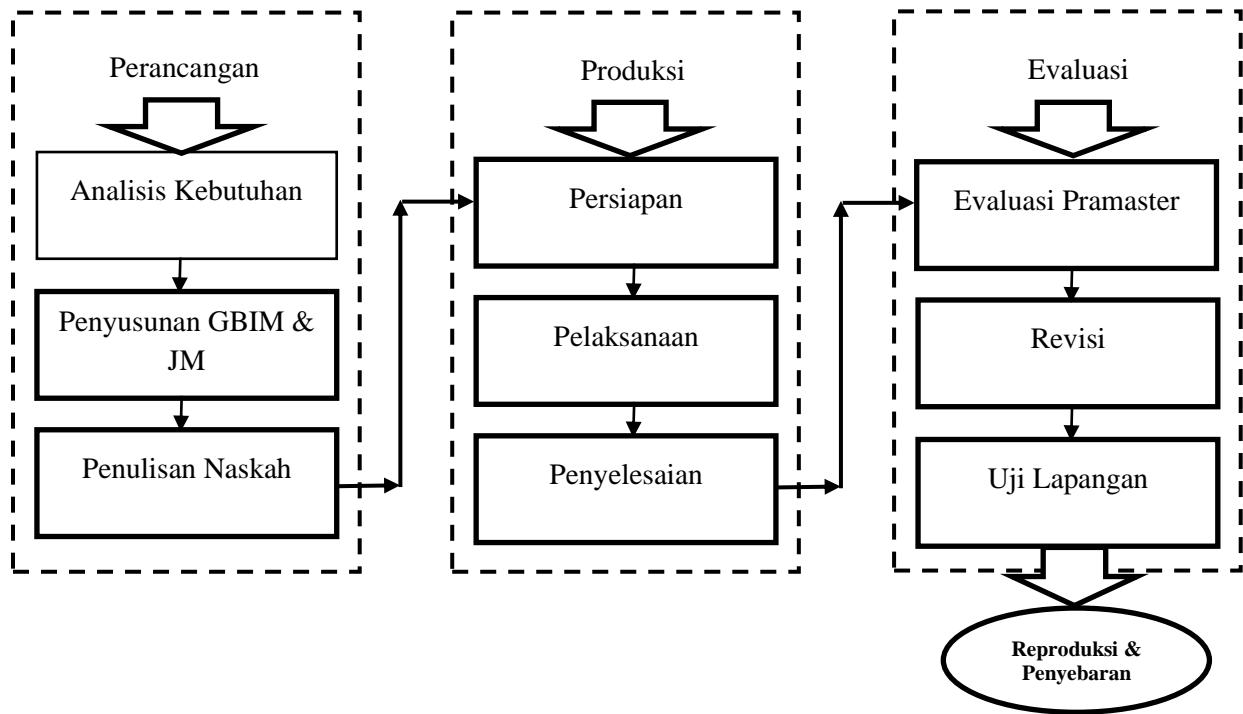 Perancangan
Analisis Kebutuhan
Penyusunan GBIM &
JM
Penulisan Naskah
Produksi
Persiapan
Pelaksanaan
Penyelesaian
Evaluasi
Evaluasi Pramaster
Revisi
Uji Lapangan
Reproduksi &
Penyebaran